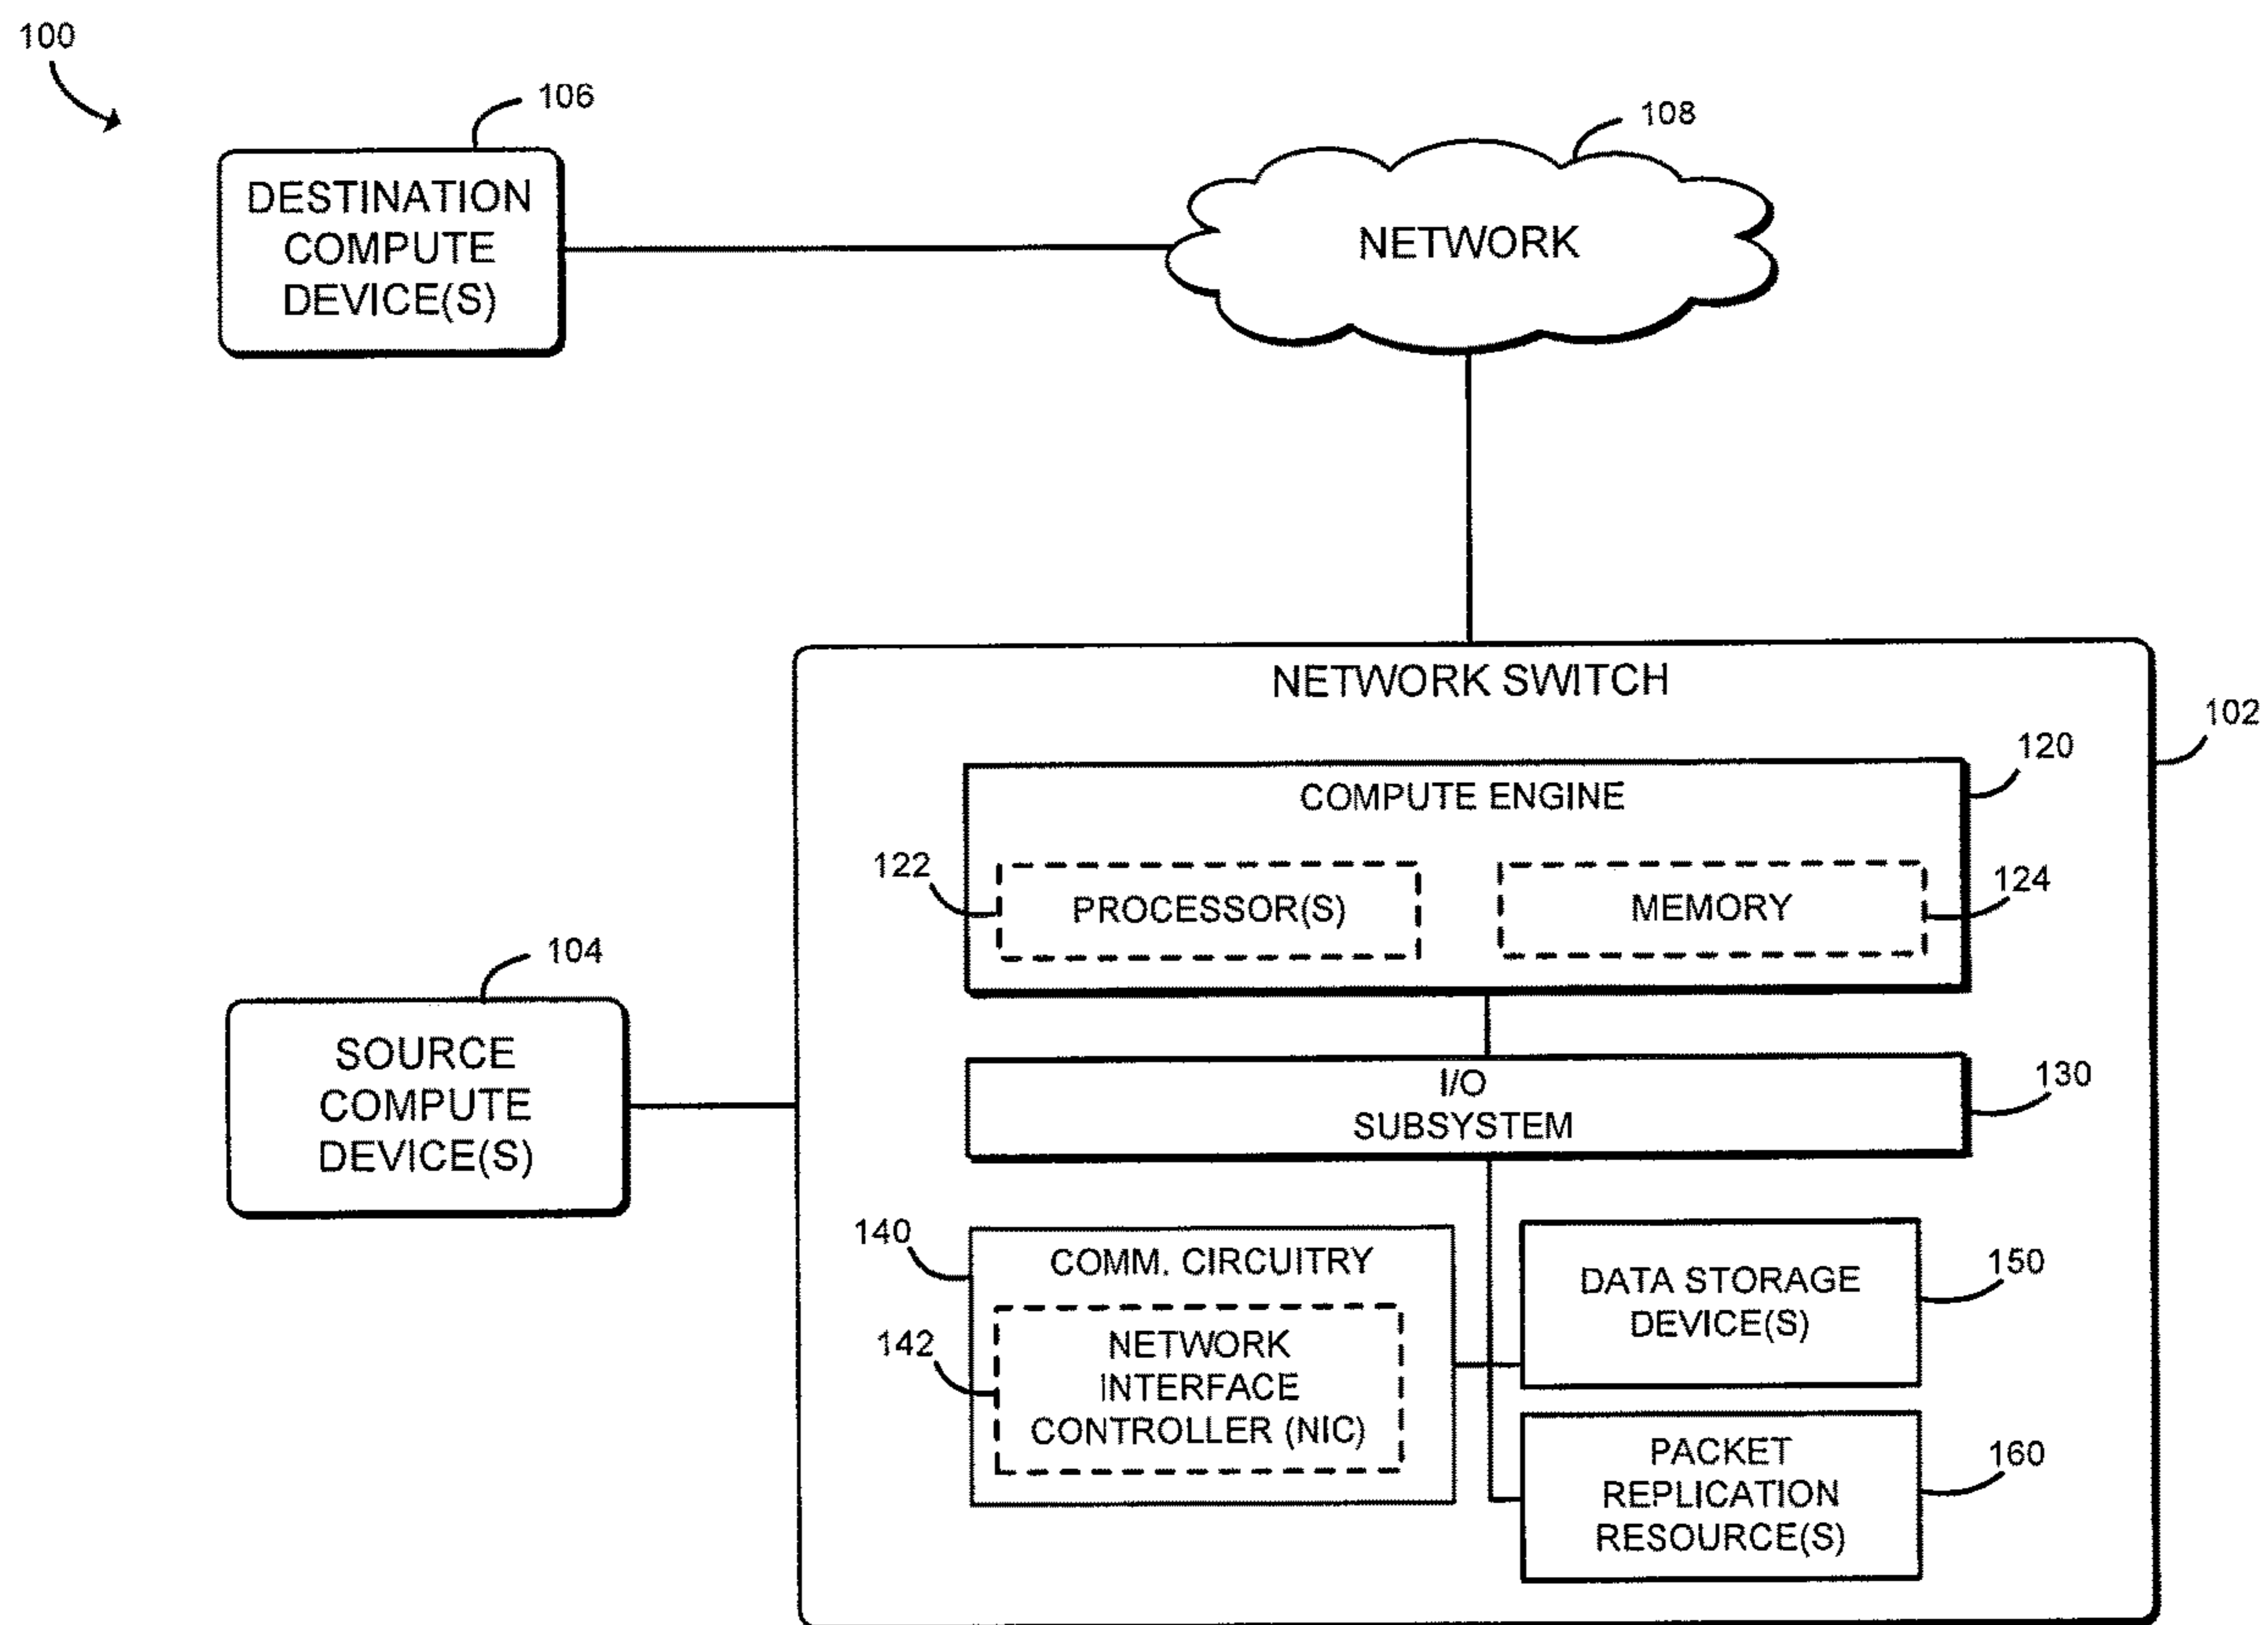 100
106
DESTINATION
COMPUTE
DEVICE(S)
108
NETWORK
NETWORK SWITCH
102
120
COMPUTE ENGINE
122
PROCESSOR(S)
MEMORY
124
104
SOURCE
COMPUTE
DEVICE(S)
I/O
SUBSYSTEM
130
140
COMM. CIRCUITRY
142
NETWORK
INTERFACE
CONTROLLER (NIC)
DATA STORAGE
DEVICE(S)
150
PACKET
REPLICATION
RESOURCE(S)
160